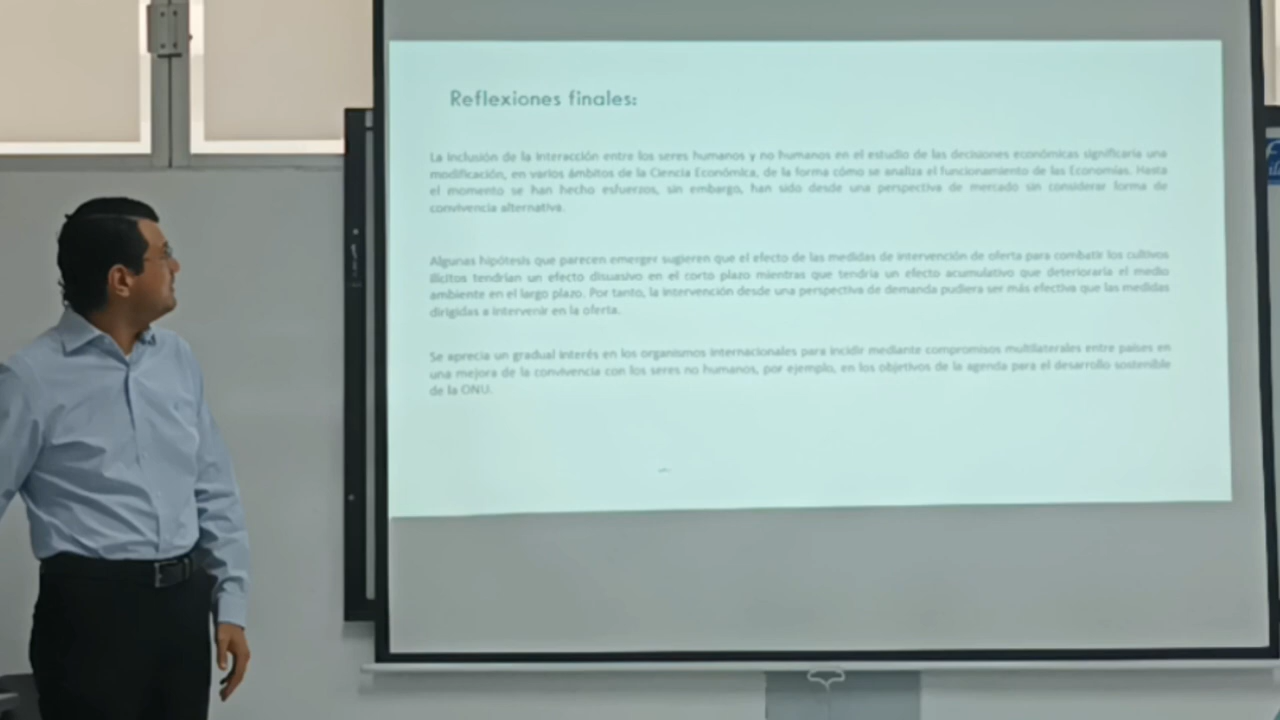 Reflexiones finales:
La inclusión de la interacción entre los seres humanos y no humanos en el estudio de las decisiones económicas significaría una
modificación, en varios ámbitos de la Ciencia Económica, de la forma cómo se analiza el funcionamiento de las Economías. Hasta
el momento se han hecho esfuerzos, sin embargo, han sido desde una perspectiva de mercado sin considerar forma de
convivencia alternativa.
Algunas hipótesis que parecen emerger sugieren que el efecto de las medidas de intervención de oferta para combatir los cultivos
ilícitos tendrían un efecto disuasivo en el corto plazo mientras que tendría un efecto acumulativo que deterioraría el medio
ambiente en el largo plazo. Por tanto, la intervención desde una perspectiva de demanda pudiera ser más efectiva que las medidas
dirigidas a intervenir en la oferta.
Se aprecia un gradual interés en los organismos internacionales para incidir mediante compromisos multilaterales entre países en
una mejora de la convivencia con los seres no humanos, por ejemplo, en los objetivos de la agenda para el desarrollo sostenible
de la ONU.